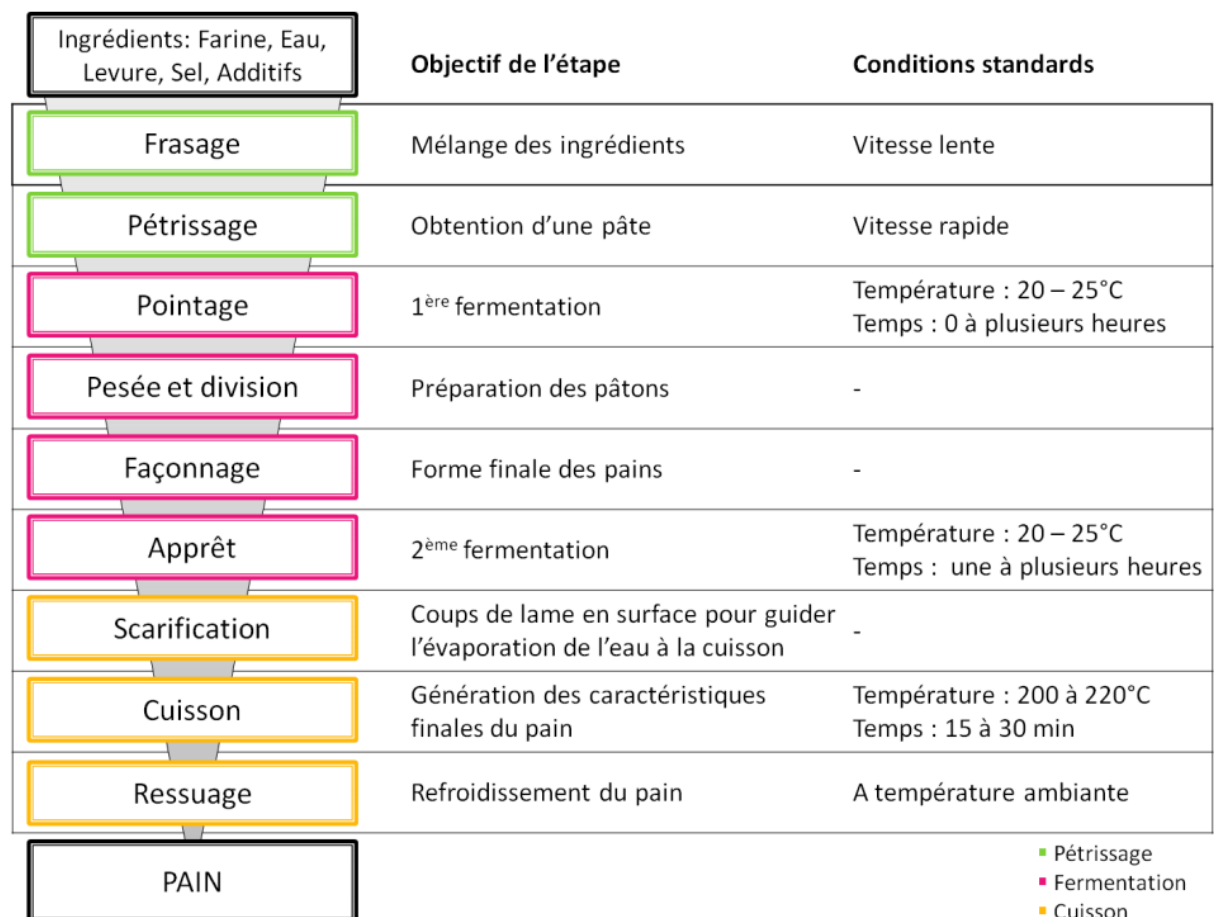 Ingrédients: Farine, Eau,
Levure, Sel, Additifs
Objectif de l'étape
Conditions standards
Frasage
Mélange des ingrédients
Vitesse lente
Pétrissage
Obtention d'une pâte
Vitesse rapide
Pointage
1ère fermentation
Température : 20 – 25°C
Temps : 0 à plusieurs heures
Pesée et division
Préparation des pâtons
-
Façonnage
Forme finale des pains
-
Apprêt
2ème fermentation
Température : 20 – 25°C
Temps : une à plusieurs heures
Scarification
Coups de lame en surface pour guider
l'évaporation de l'eau à la cuisson
-
Cuisson
Génération des caractéristiques
finales du pain
Température : 200 à 220°C
Temps : 15 à 30 min
Ressuage
Refroidissement du pain
A température ambiante
PAIN
Pétrissage
Fermentation
Cuisson